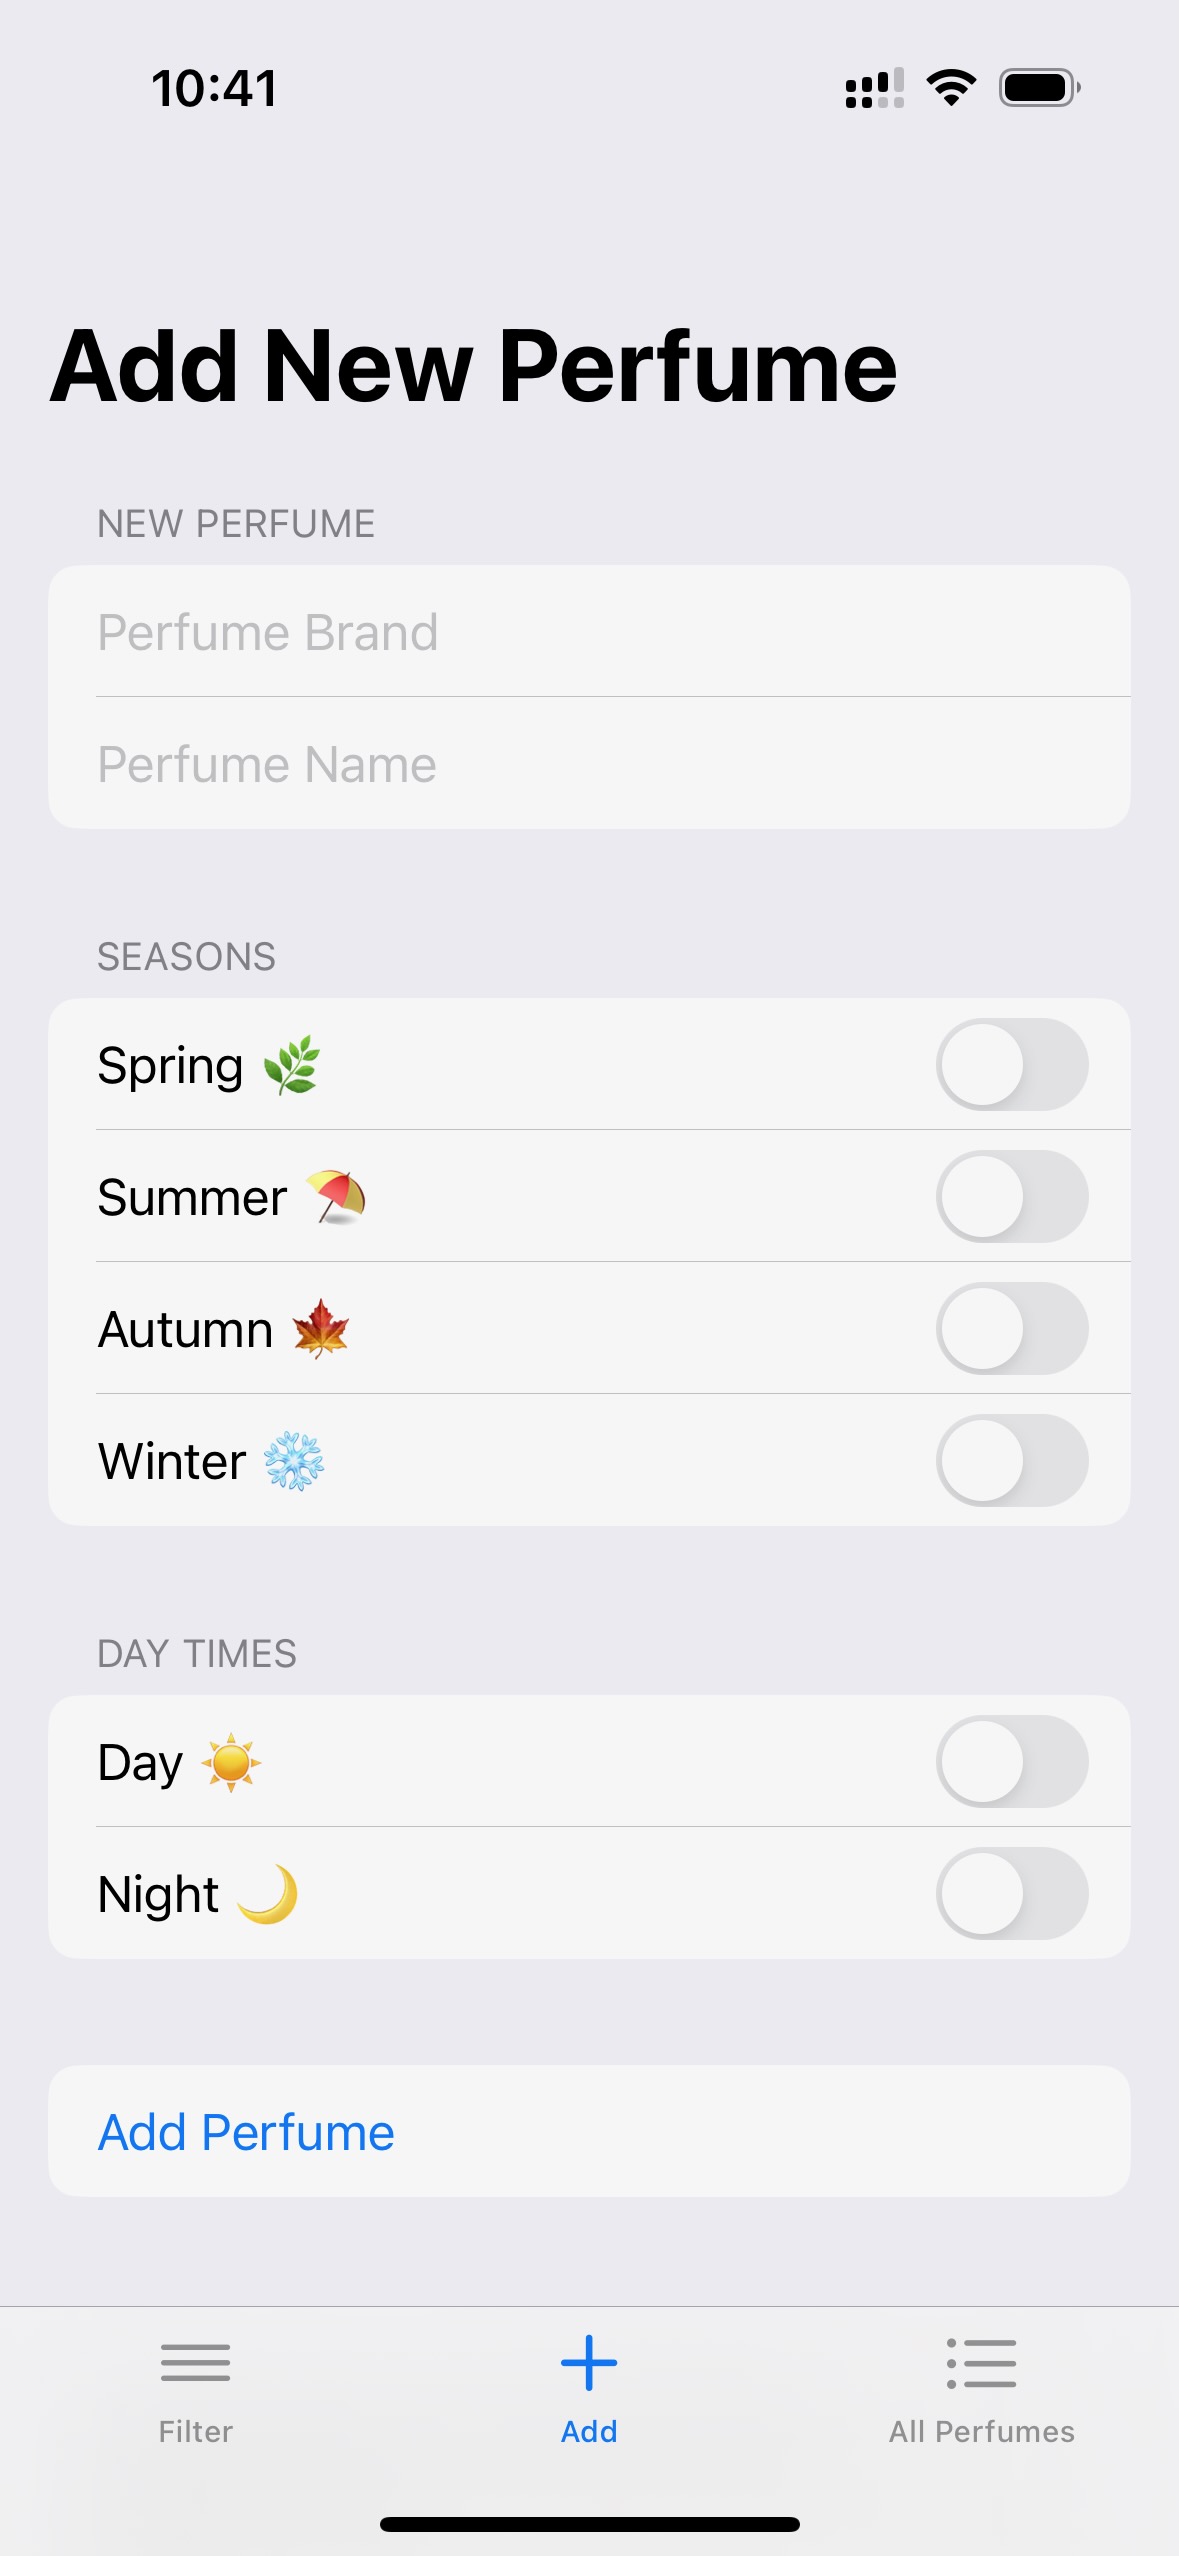 10:41
Add New Perfume
NEW PERFUME
Perfume Brand
Perfume Name
SEASONS
Spring 🌿
Summer ⛱️
Autumn 🍁
Winter ❄️
DAY TIMES
Day ☀️
Night 🌙
Add Perfume
Filter
Add
All Perfumes